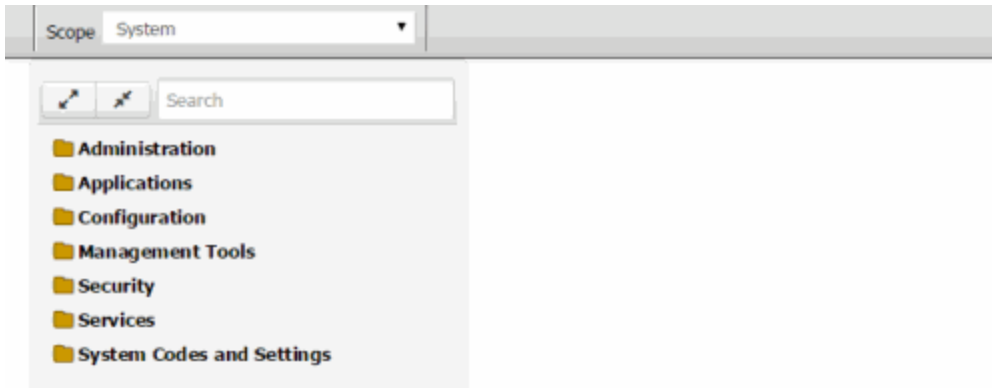 Scope System
Search
Administration
Applications
Configuration
Management Tools
Security
Services
System Codes and Settings